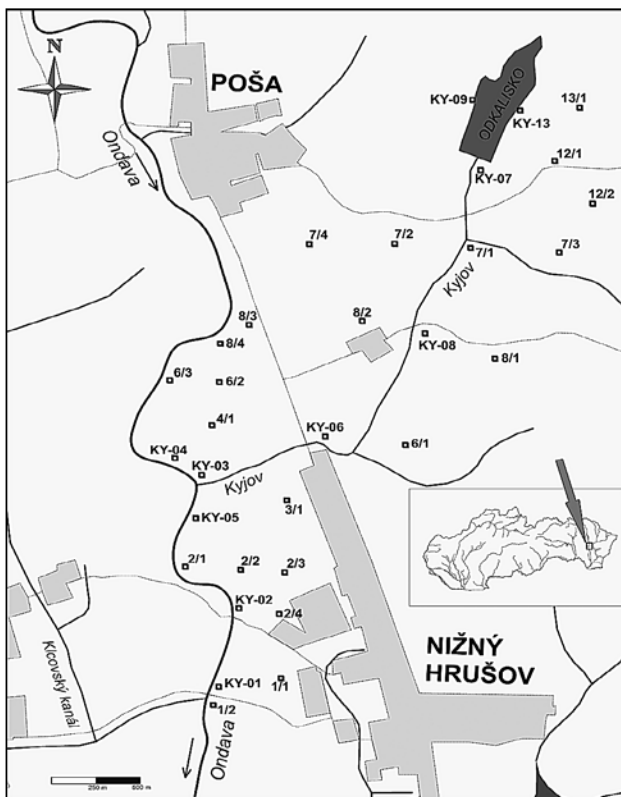 N
POŠA
Ondava
KY-09
ODKALISKO
13/1
KY-13
12/1
KY-07
12/2
7/4
7/2
7/1
7/3
Kyjov
8/3
8/2
8/4
KY-08
8/1
6/3
6/2
4/1
KY-06
6/1
KY-04
KY-03
Kyjov
3/1
KY-05
2/1
2/2
2/3
KY-02
2/4
NIŽNÝ
HRUŠOV
Kłcovský kanál
KY-01
1/1
1/2
Ondava
250 m